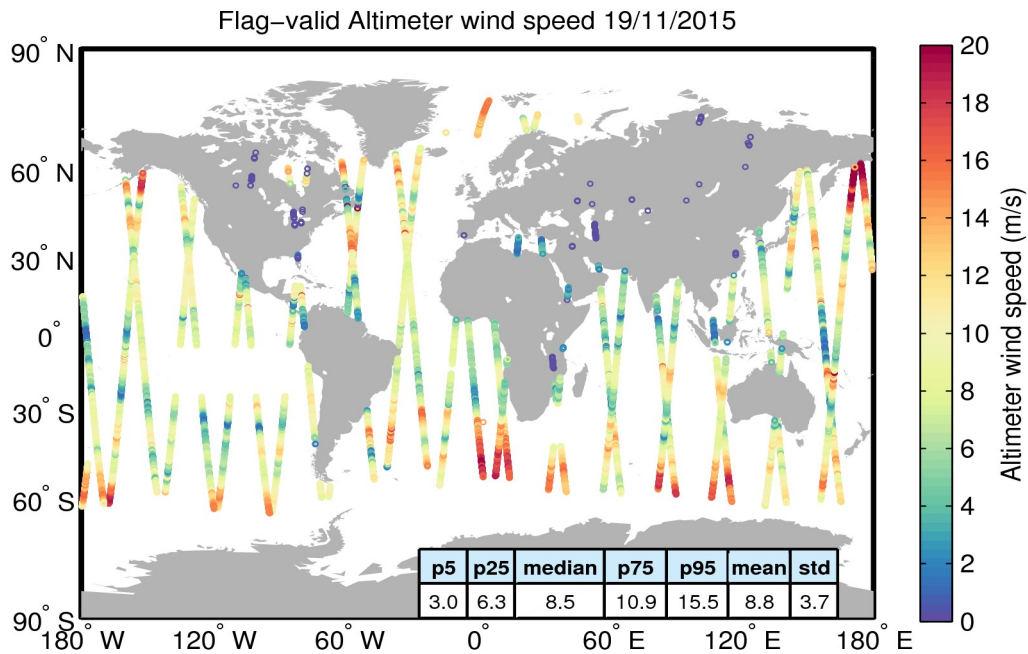 Flag−valid Altimeter wind speed 19/11/2015
90° N
60° N
30° N
0°
30° S
60° S
90° S
180° W
120° W
60° W
0°
60° E
120° E
180° E
p5 p25 median p75 p95 mean std
3.0 6.3 8.5 10.9 15.5 8.8 3.7
20
18
16
14
12
10
8
6
4
2
0
Altimeter wind speed (m/s)